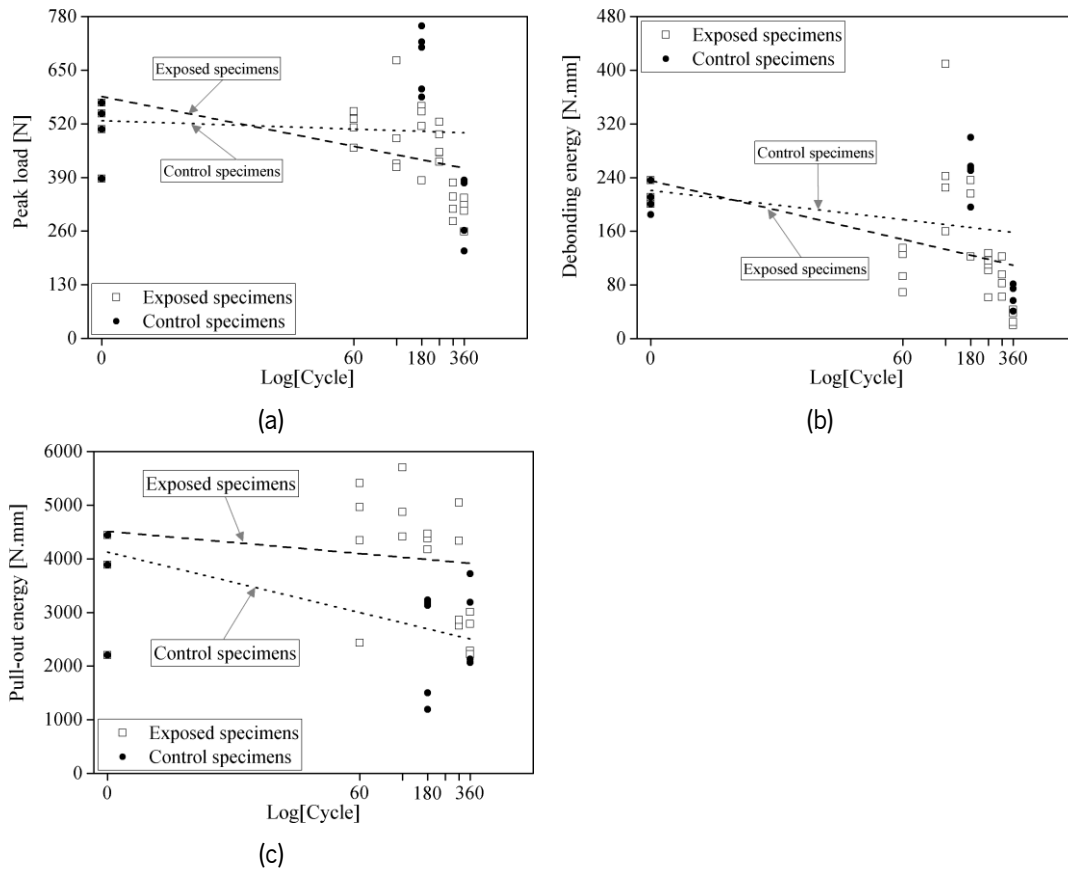 780
650
520
390
260
130
0
Peak load [N]
Exposed specimens
Control specimens
Exposed specimens
Control specimens
0
60
180
360
Log[Cycle]
(a)
480
400
320
240
160
80
0
Debonding energy [N.mm]
Exposed specimens
Control specimens
Control specimens
Exposed specimens
0
60
180
360
Log[Cycle]
(b)
6000
5000
4000
3000
2000
1000
0
Pull-out energy [N.mm]
Exposed specimens
Control specimens
Exposed specimens
Control specimens
0
60
180
360
Log[Cycle]
(c)